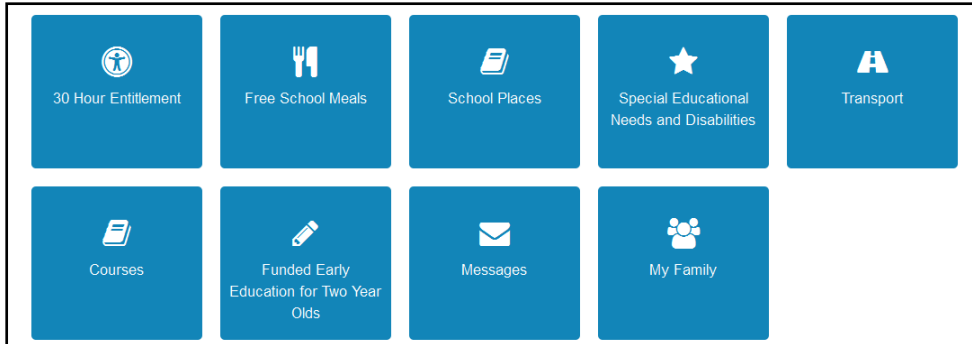 30 Hour Entitlement
Free School Meals
School Places
Special Educational
Needs and Disabilities
Transport
Courses
Funded Early
Education for Two Year
Olds
Messages
My Family